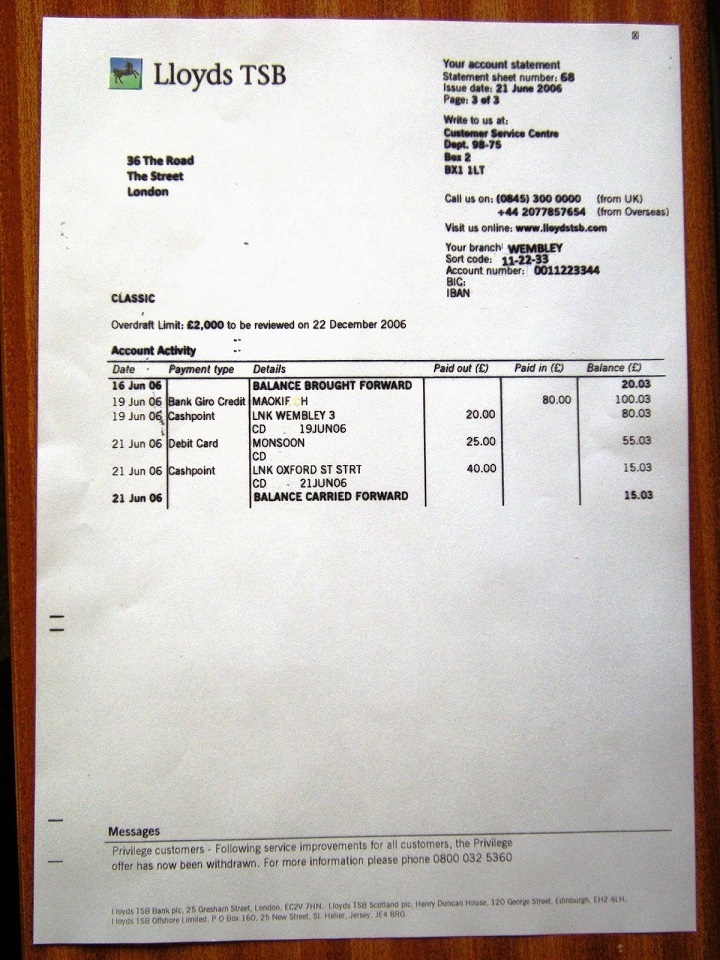 Lloyds TSB
Your account statement
Statement sheet number: 68
Issue date: 21 June 2006
Page: 3 of 3
Write to us at:
Customer Service Centre
Dept. 98-75
Box 2
BX1 1LT
36 The Road
The Street
London
Call us on: (0845) 300 0000 (from UK)
+44 2077857654 (from Overseas)
Visit us online: www.lloydstsb.com
Your branch WEMBLEY
Sort code: 11-22-33
Account number: 0011223344
BIC:
IBAN
CLASSIC
Overdraft Limit: £2,000 to be reviewed on 22 December 2006
Account Activity
Date Payment type Details Paid out (£) Paid in (£) Balance (£)
16 Jun 06 BALANCE BROUGHT FORWARD 20.03
19 Jun 06 Bank Giro Credit MACKIF H 80.00 100.03
19 Jun 06 Cashpoint LNK WEMBLEY 3 20.00 80.03
CD 19JUN06
21 Jun 06 Debit Card MONSOON 25.00 55.03
CD
21 Jun 06 Cashpoint LNK OXFORD ST STRT 40.00 15.03
CD 21JUN06
21 Jun 06 BALANCE CARRIED FORWARD 15.03
Messages
Privilege customers - Following service improvements for all customers, the Privilege
offer has now been withdrawn. For more information please phone 0800 032 5360
Lloyds TSB Bank plc, 25 Gresham Street, London, EC2V 7HN. Lloyds TSB Scotland plc, Henry Duncan House, 120 George Street, Edinburgh, EH2 4LH.
Lloyds TSB Offshore Limited, P O Box 160, 25 New Street, St. Helier, Jersey, JE4 8RG.